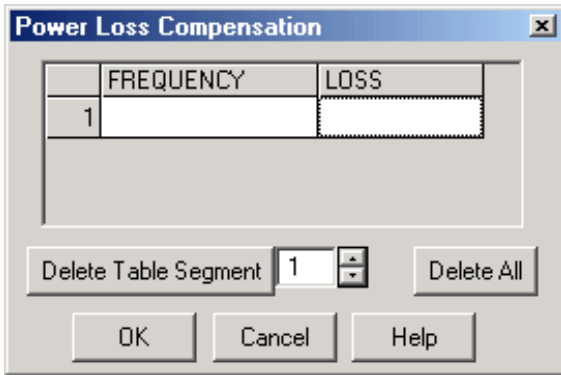 Power Loss Compensation
FREQUENCY LOSS
1
Delete Table Segment 1 Delete All
OK Cancel Help